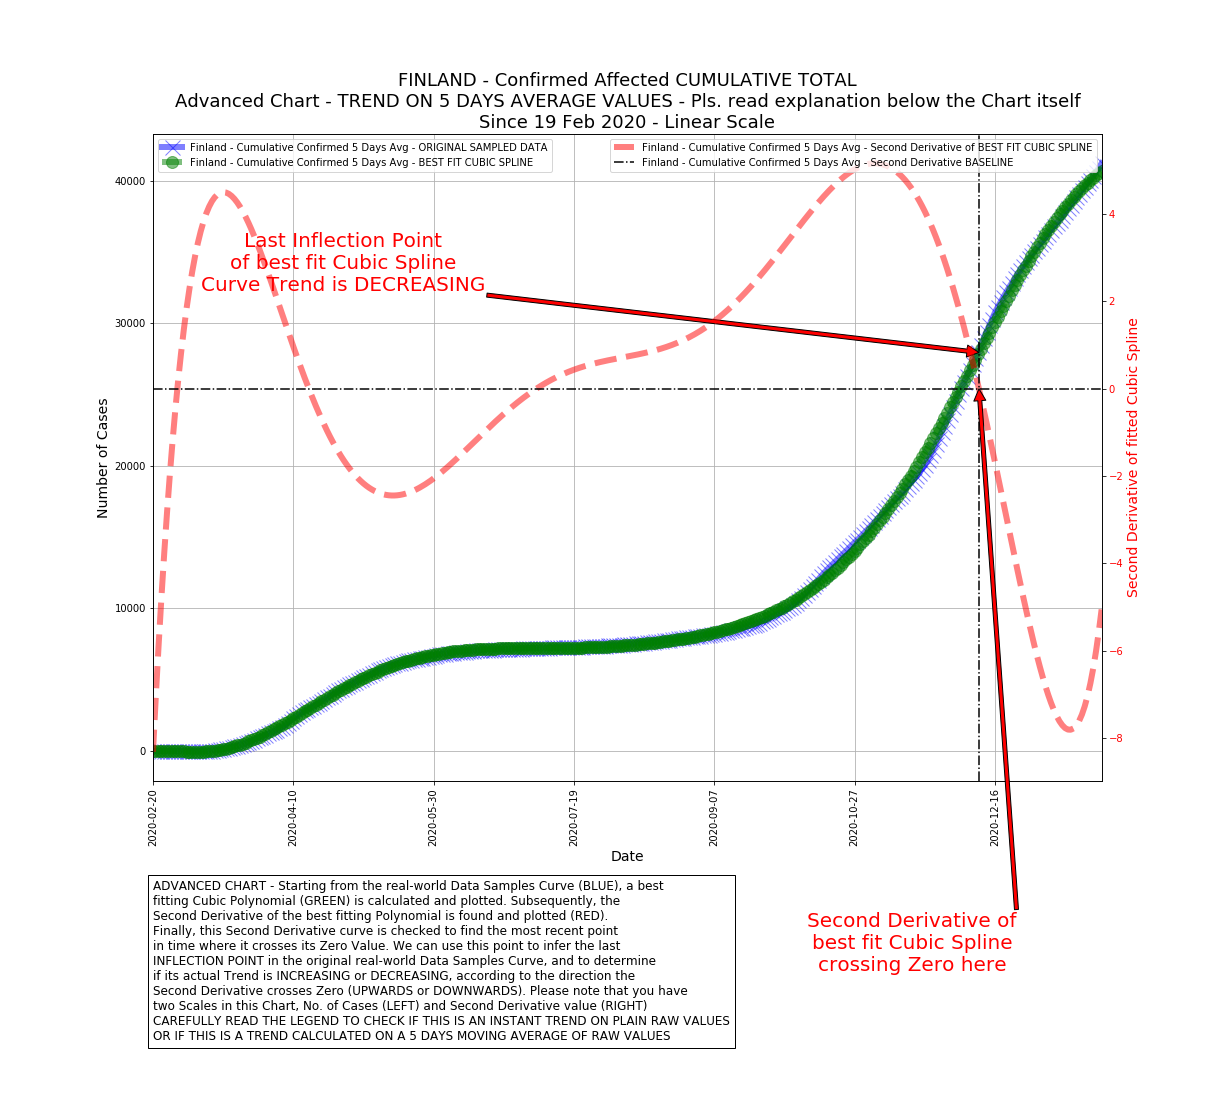 FINLAND - Confirmed Affected CUMULATIVE TOTAL
Advanced Chart - TREND ON 5 DAYS AVERAGE VALUES - Pls. read explanation below the Chart itself
Since 19 Feb 2020 - Linear Scale
Finland - Cumulative Confirmed 5 Days Avg - ORIGINAL SAMPLED DATA
Finland - Cumulative Confirmed 5 Days Avg - BEST FIT CUBIC SPLINE
Finland - Cumulative Confirmed 5 Days Avg - Second Derivative of BEST FIT CUBIC SPLINE
Finland - Cumulative Confirmed 5 Days Avg - Second Derivative BASELINE
Last Inflection Point
of best fit Cubic Spline
Curve Trend is DECREASING
Number of Cases
40000
30000
20000
10000
0
4
2
0
−2
−4
−6
−8
Second Derivative of fitted Cubic Spline
2020-02-20
2020-04-10
2020-05-30
2020-07-19
2020-09-07
2020-10-27
2020-12-16
Date
ADVANCED CHART - Starting from the real-world Data Samples Curve (BLUE), a best
fitting Cubic Polynomial (GREEN) is calculated and plotted. Subsequently, the
Second Derivative of the best fitting Polynomial is found and plotted (RED).
Finally, this Second Derivative curve is checked to find the most recent point
in time where it crosses its Zero Value. We can use this point to infer the last
INFLECTION POINT in the original real-world Data Samples Curve, and to determine
if its actual Trend is INCREASING or DECREASING, according to the direction the
Second Derivative crosses Zero (UPWARDS or DOWNWARDS). Please note that you have
two Scales in this Chart, No. of Cases (LEFT) and Second Derivative value (RIGHT)
CAREFULLY READ THE LEGEND TO CHECK IF THIS IS AN INSTANT TREND ON PLAIN RAW VALUES
OR IF THIS IS A TREND CALCULATED ON A 5 DAYS MOVING AVERAGE OF RAW VALUES
Second Derivative of
best fit Cubic Spline
crossing Zero here